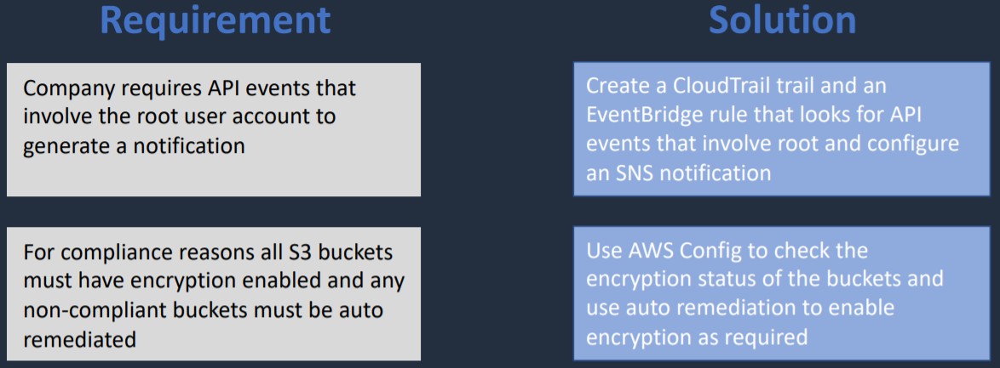 Requirement
Solution
Company requires API events that
involve the root user account to
generate a notification
Create a CloudTrail trail and an
EventBridge rule that looks for API
events that involve root and configure
an SNS notification
For compliance reasons all S3 buckets
must have encryption enabled and any
non-compliant buckets must be auto
remediated
Use AWS Config to check the
encryption status of the buckets and
use auto remediation to enable
encryption as required